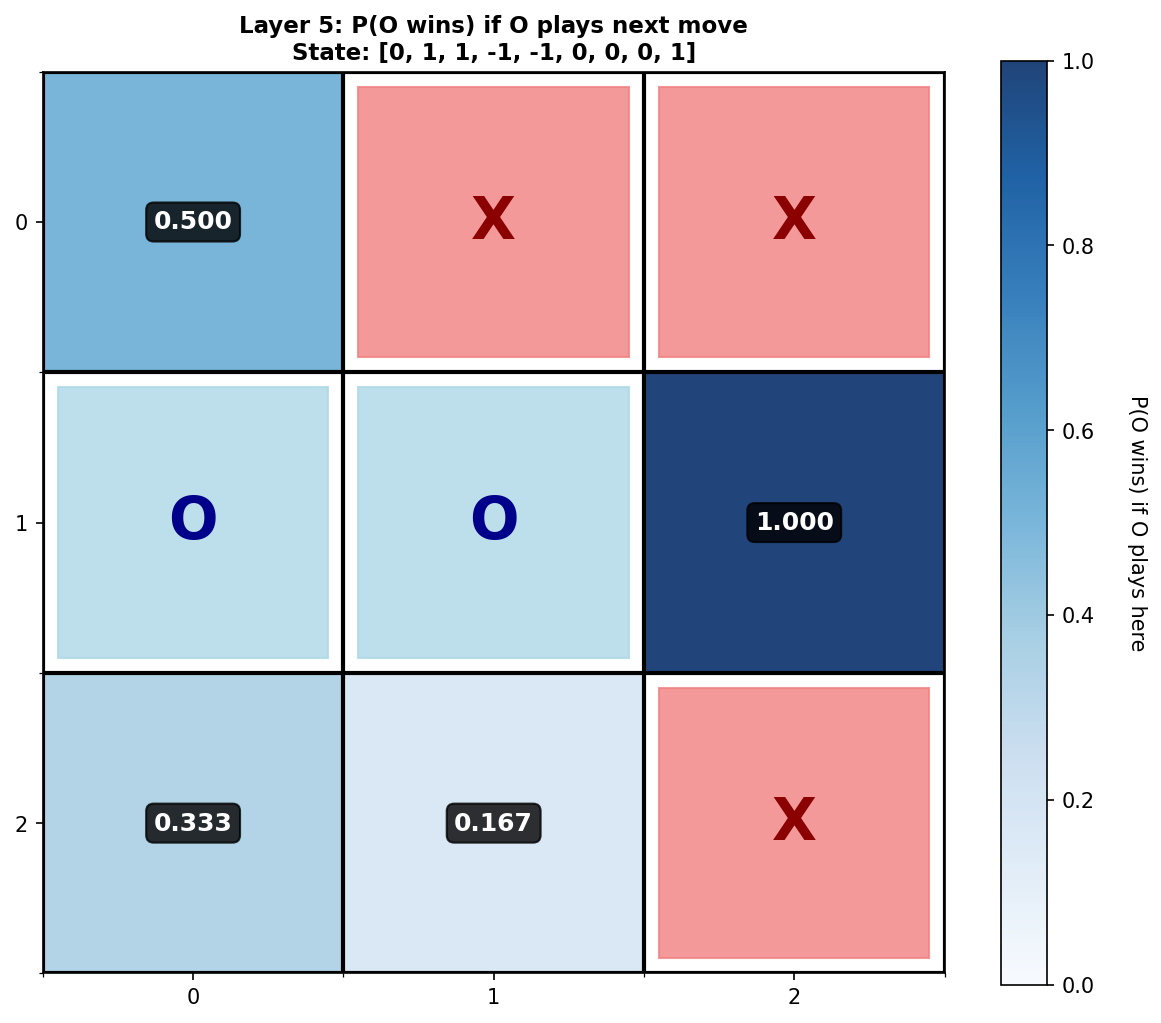 Layer 5: P(O wins) if O plays next move
State: [0, 1, 1, -1, -1, 0, 0, 0, 1]
0
0.500
X
X
1
O
O
1.000
2
0.333
0.167
X
0
1
2
1.0
0.8
0.6
0.4
0.2
0.0
P(O wins) if O plays here